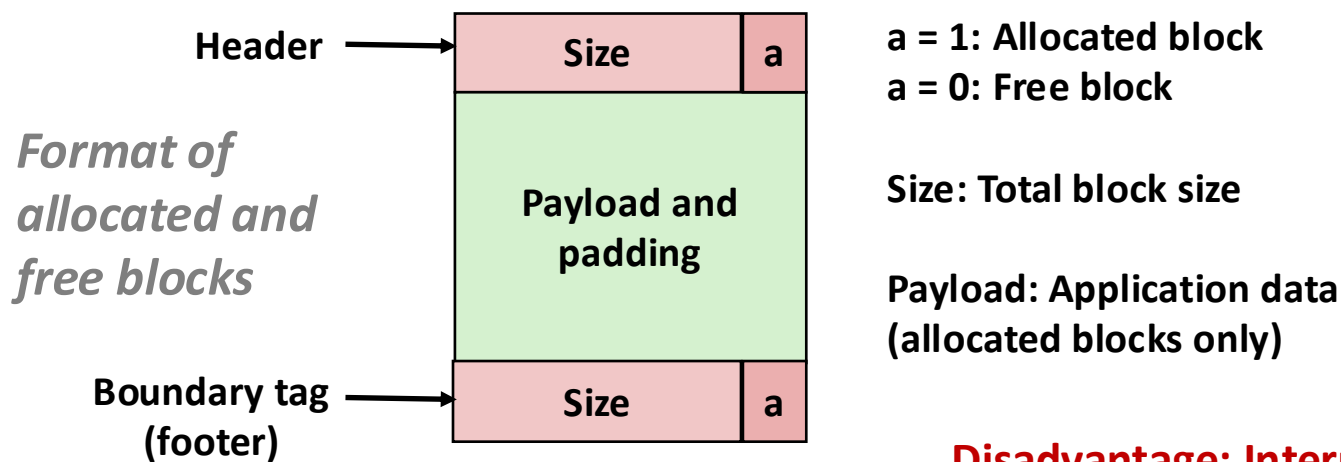 Header
Size a
a = 1: Allocated block
a = 0: Free block
Format of
allocated and
free blocks
Payload and
padding
Size: Total block size
Payload: Application data
(allocated blocks only)
Boundary tag
(footer)
Size a
Disadvantage: